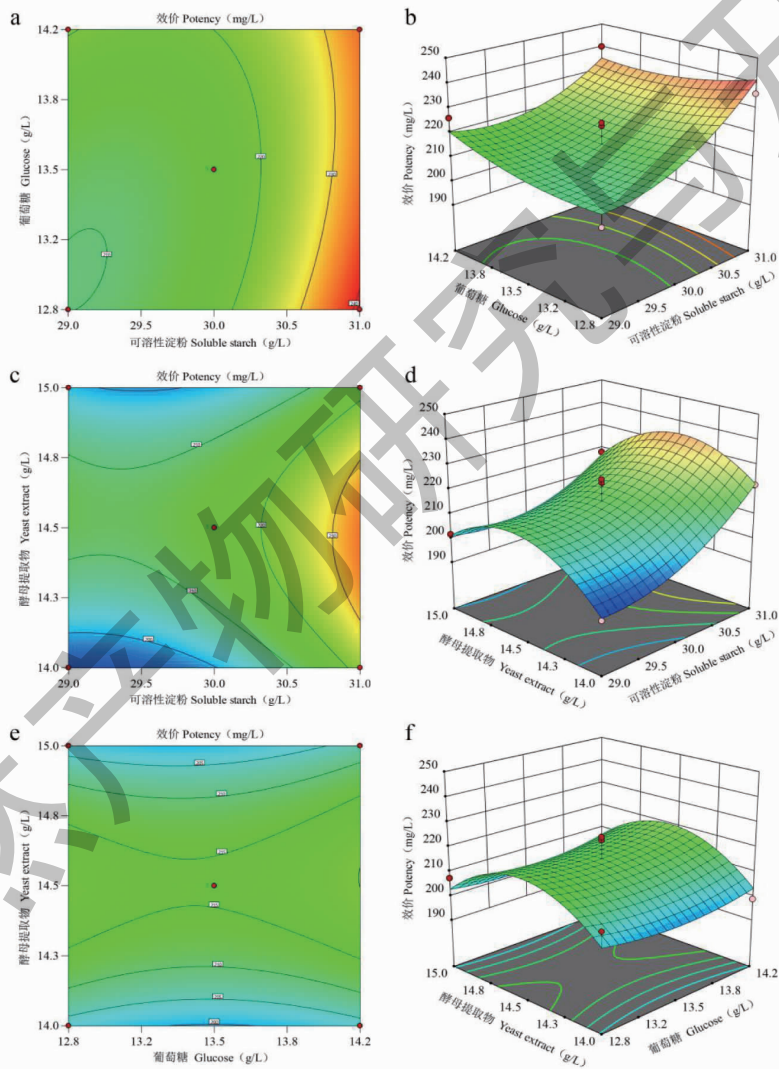 a
效价 Potency（mg/L）
14.2
13.8
13.5
13.2
12.8
葡萄糖 Glucose（g/L）
29.0 29.5 30.0 30.5 31.0
可溶性淀粉 Soluble starch（g/L）
b
250
240
230
220
210
200
190
效价 Potency（mg/L）
14.2
13.8
13.5
13.2
12.8
葡萄糖 Glucose（g/L）
31.0
30.5
30.0
29.5
29.0
可溶性淀粉 Soluble starch（g/L）
c
效价 Potency（mg/L）
15.0
14.8
14.5
14.3
14.0
酵母提取物 Yeast extract（g/L）
29.0 29.5 30.0 30.5 31.0
可溶性淀粉 Soluble starch（g/L）
d
250
240
230
220
210
200
190
效价 Potency（mg/L）
15.0
14.8
14.5
14.3
14.0
酵母提取物 Yeast extract（g/L）
31.0
30.5
30.0
29.5
29.0
可溶性淀粉 Soluble starch（g/L）
e
效价 Potency（mg/L）
15.0
14.8
14.5
14.3
14.0
酵母提取物 Yeast extract（g/L）
12.8 13.2 13.5 13.8 14.2
葡萄糖 Glucose（g/L）
f
250
240
230
220
210
200
190
效价 Potency（mg/L）
15.0
14.8
14.5
14.3
14.0
酵母提取物 Yeast extract（g/L）
14.2
13.8
13.5
13.2
12.8
葡萄糖 Glucose（g/L）
然产物研究与开